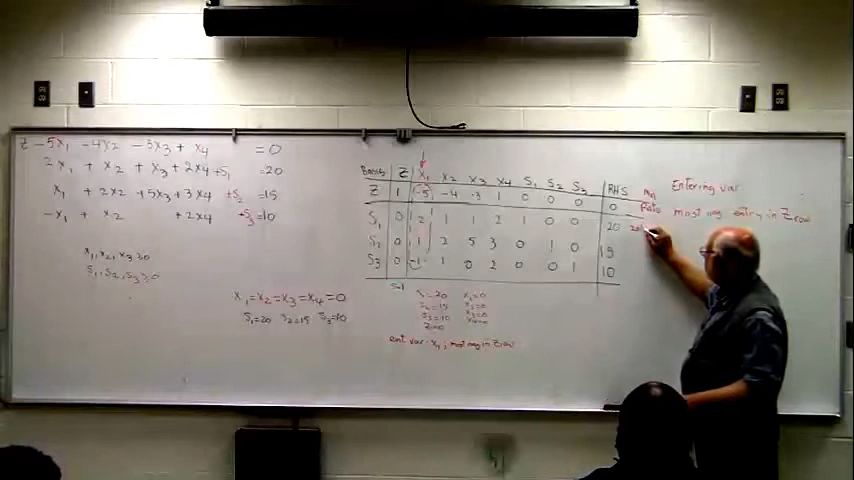 Z - 5x1 - 4x2 - 3x3 + x4 = 0
2x1 + x2 + x3 + 2x4 + S1 = 20
x1 + 2x2 + 5x3 + 3x4 + S2 = 15
-x1 + x2 + 2x4 + S3 = 10
x1, x2, x3 ≥ 0
S1, S2, S3 ≥ 0
x1 = x2 = x3 = x4 = 0
S1 = 20 S2 = 15 S3 = 10
Basis Z x1 x2 x3 x4 S1 S2 S3 RHS
Z 1 -5 -4 -3 1 0 0 0 0
S1 0 2 1 1 2 1 0 0 20
S2 0 1 2 5 3 0 1 0 15
S3 0 -1 1 0 2 0 0 1 10
S1 = 20 x1 = 0
S2 = 15 x2 = 0
S3 = 10 x3 = 0
Z = 0 x4 = 0
ent var x1, most neg in Z row
Min Entering var
Ratio most neg entry in Z row